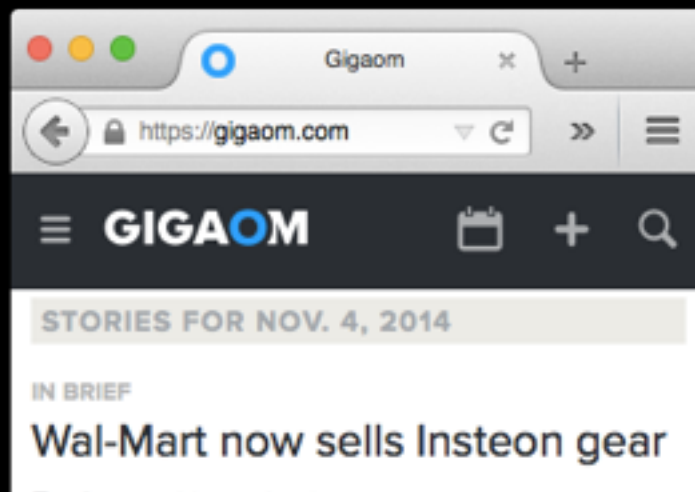 Gigaom
https://gigaom.com
GIGAOM
STORIES FOR NOV. 4, 2014
IN BRIEF
Wal-Mart now sells Insteon gear